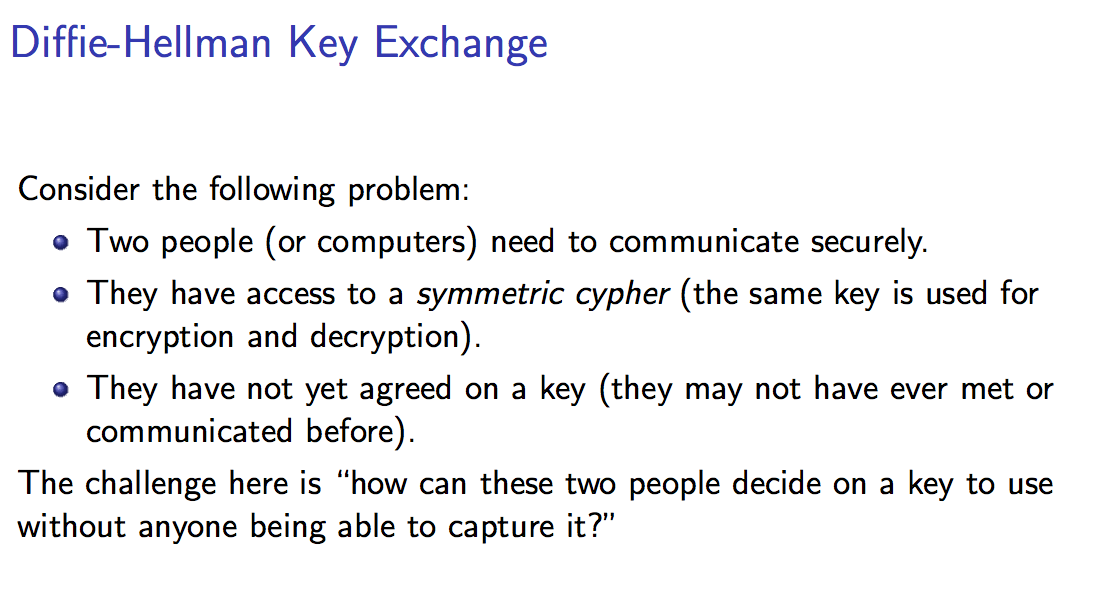 Diffie-Hellman Key Exchange
Consider the following problem:
Two people (or computers) need to communicate securely.
They have access to a symmetric cypher (the same key is used for
encryption and decryption).
They have not yet agreed on a key (they may not have ever met or
communicated before).
The challenge here is “how can these two people decide on a key to use
without anyone being able to capture it?”